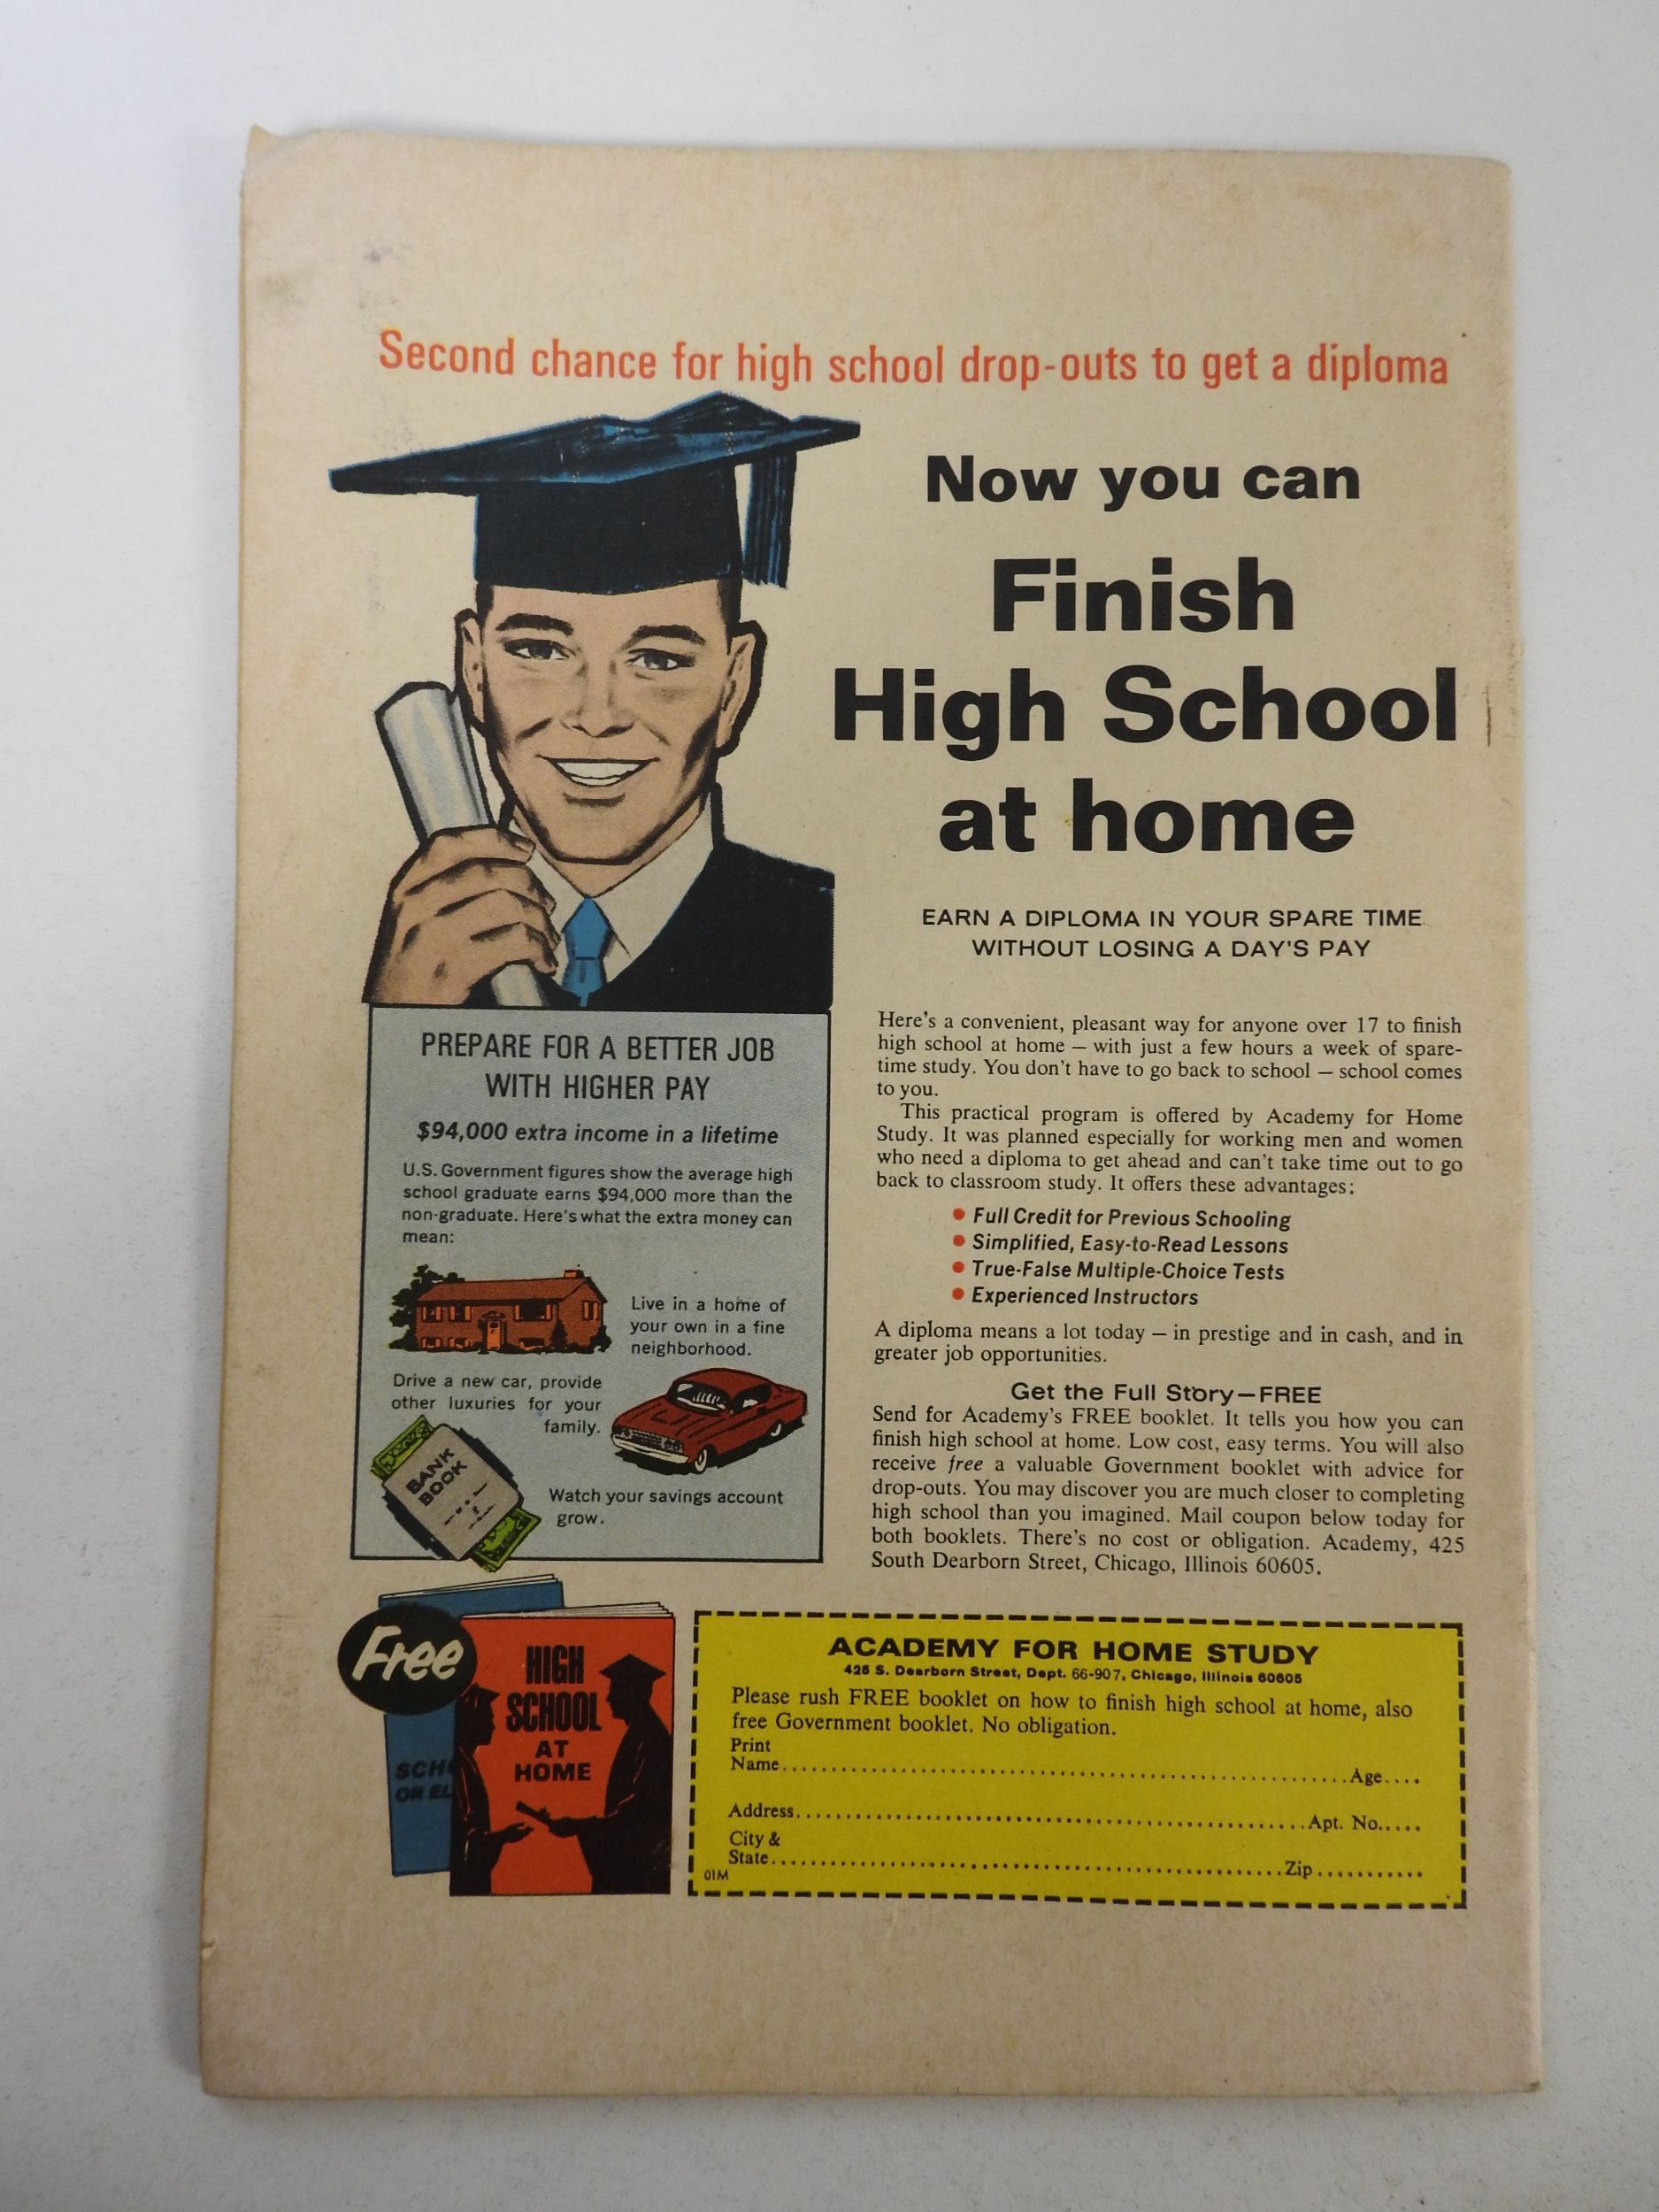 Second chance for high school drop-outs to get a diploma
Now you can
Finish
High School
at home
EARN A DIPLOMA IN YOUR SPARE TIME
WITHOUT LOSING A DAY'S PAY
PREPARE FOR A BETTER JOB
WITH HIGHER PAY
$94,000 extra income in a lifetime
U.S. Government figures show the average high
school graduate earns $94,000 more than the
non-graduate. Here's what the extra money can
mean:
Live in a home of
your own in a fine
neighborhood.
Drive a new car, provide
other luxuries for your
family.
BANK
BOOK
Watch your savings account
grow.
Here's a convenient, pleasant way for anyone over 17 to finish
high school at home — with just a few hours a week of spare-
time study. You don't have to go back to school — school comes
to you.
This practical program is offered by Academy for Home
Study. It was planned especially for working men and women
who need a diploma to get ahead and can't take time out to go
back to classroom study. It offers these advantages:
• Full Credit for Previous Schooling
• Simplified, Easy-to-Read Lessons
• True-False Multiple-Choice Tests
• Experienced Instructors
A diploma means a lot today — in prestige and in cash, and in
greater job opportunities.
Get the Full Story—FREE
Send for Academy's FREE booklet. It tells you how you can
finish high school at home. Low cost, easy terms. You will also
receive free a valuable Government booklet with advice for
drop-outs. You may discover you are much closer to completing
high school than you imagined. Mail coupon below today for
both booklets. There's no cost or obligation. Academy, 425
South Dearborn Street, Chicago, Illinois 60605.
Free
HIGH
SCHOOL
AT
HOME
SCHO
OR EL
ACADEMY FOR HOME STUDY
425 S. Dearborn Street, Dept. 66-907, Chicago, Illinois 60605
Please rush FREE booklet on how to finish high school at home, also
free Government booklet. No obligation.
Print
Name.......................................................Age....
Address..................................................Apt. No.....
City &
State..................................................Zip...........
01M